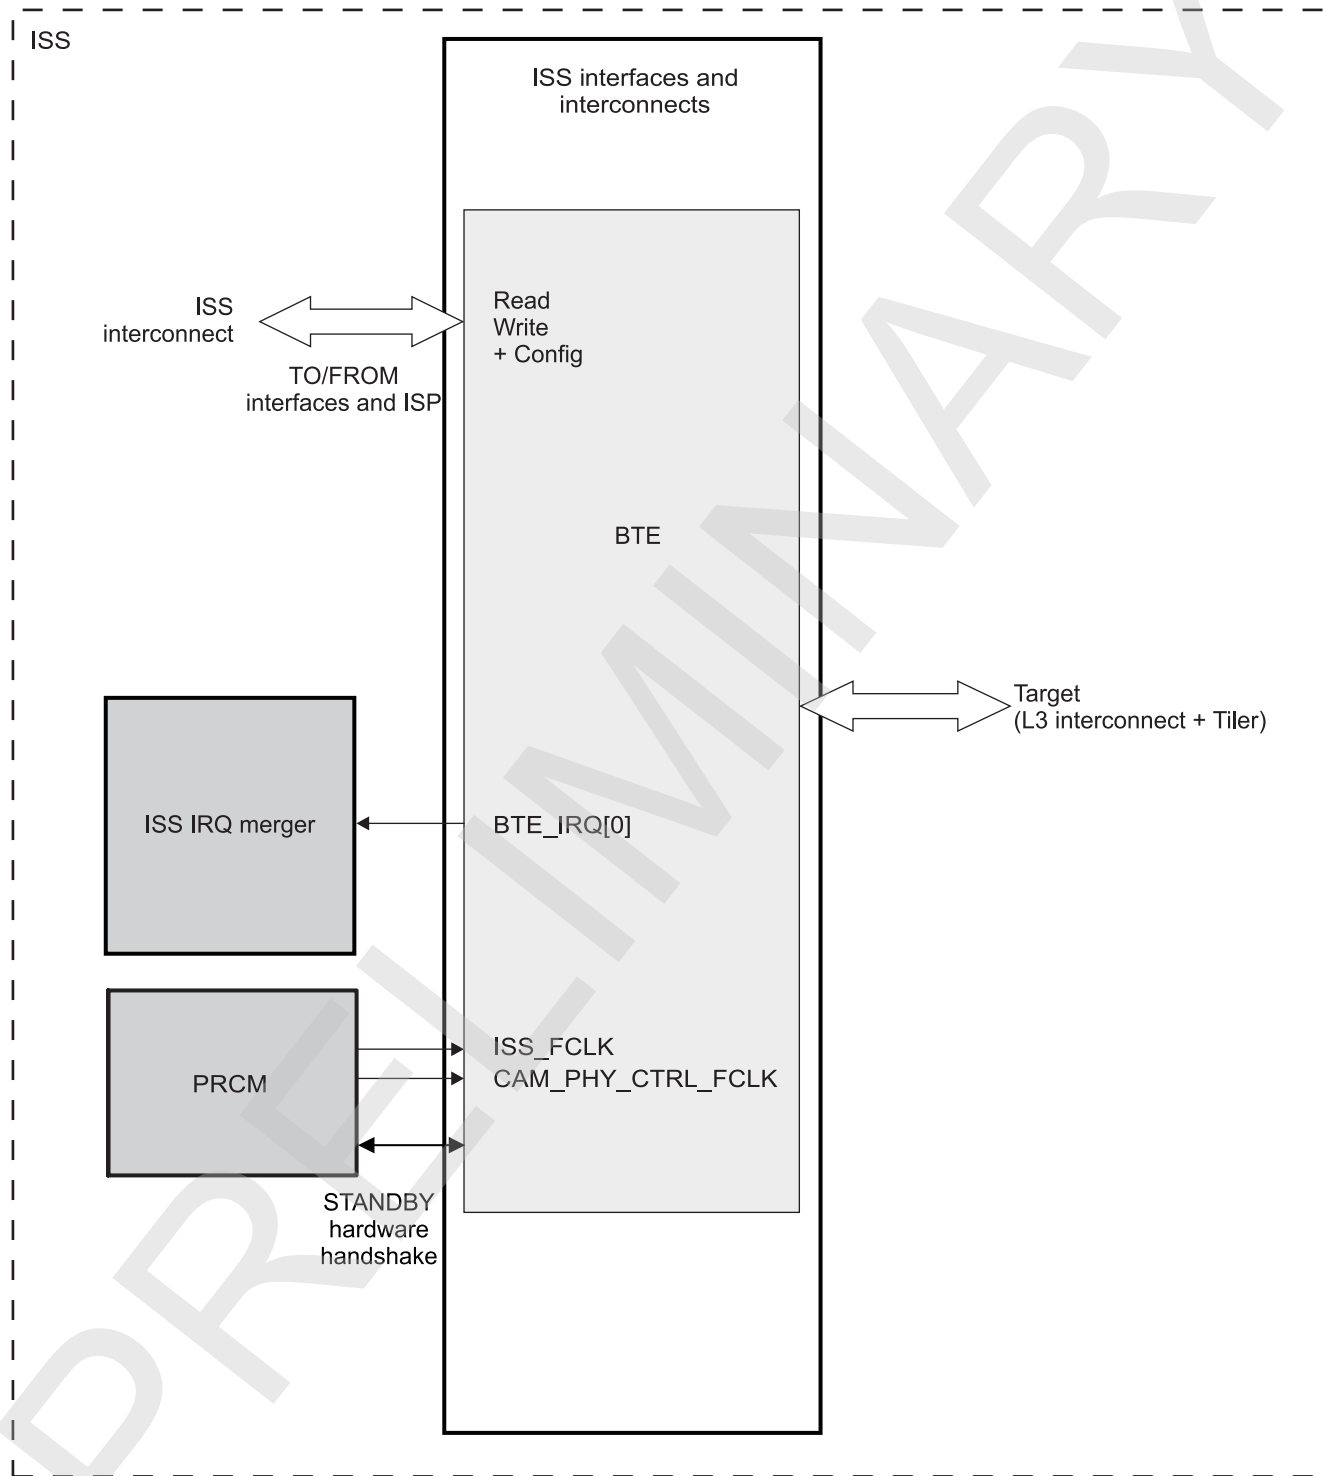 ISS
ISS interfaces and
interconnects
ISS
interconnect
Read
Write
+ Config
TO/FROM
interfaces and ISP
BTE
Target
(L3 interconnect + Tiler)
ISS IRQ merger
BTE_IRQ[0]
PRCM
ISS_FCLK
CAM_PHY_CTRL_FCLK
STANDBY
hardware
handshake
PRELIMINARY